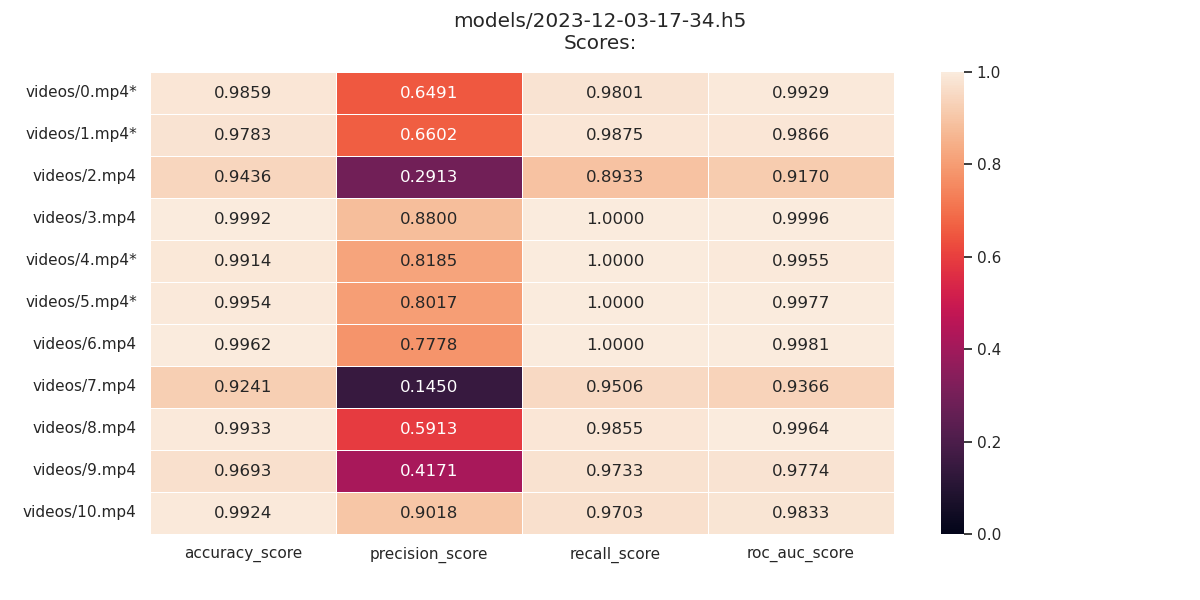 models/2023-12-03-17-34.h5
Scores:
videos/0.mp4* 0.9859 0.6491 0.9801 0.9929 1.0
videos/1.mp4* 0.9783 0.6602 0.9875 0.9866
videos/2.mp4 0.9436 0.2913 0.8933 0.9170 0.8
videos/3.mp4 0.9992 0.8800 1.0000 0.9996
videos/4.mp4* 0.9914 0.8185 1.0000 0.9955 0.6
videos/5.mp4* 0.9954 0.8017 1.0000 0.9977
videos/6.mp4 0.9962 0.7778 1.0000 0.9981 0.4
videos/7.mp4 0.9241 0.1450 0.9506 0.9366
videos/8.mp4 0.9933 0.5913 0.9855 0.9964 0.2
videos/9.mp4 0.9693 0.4171 0.9733 0.9774
videos/10.mp4 0.9924 0.9018 0.9703 0.9833 0.0
accuracy_score precision_score recall_score roc_auc_score